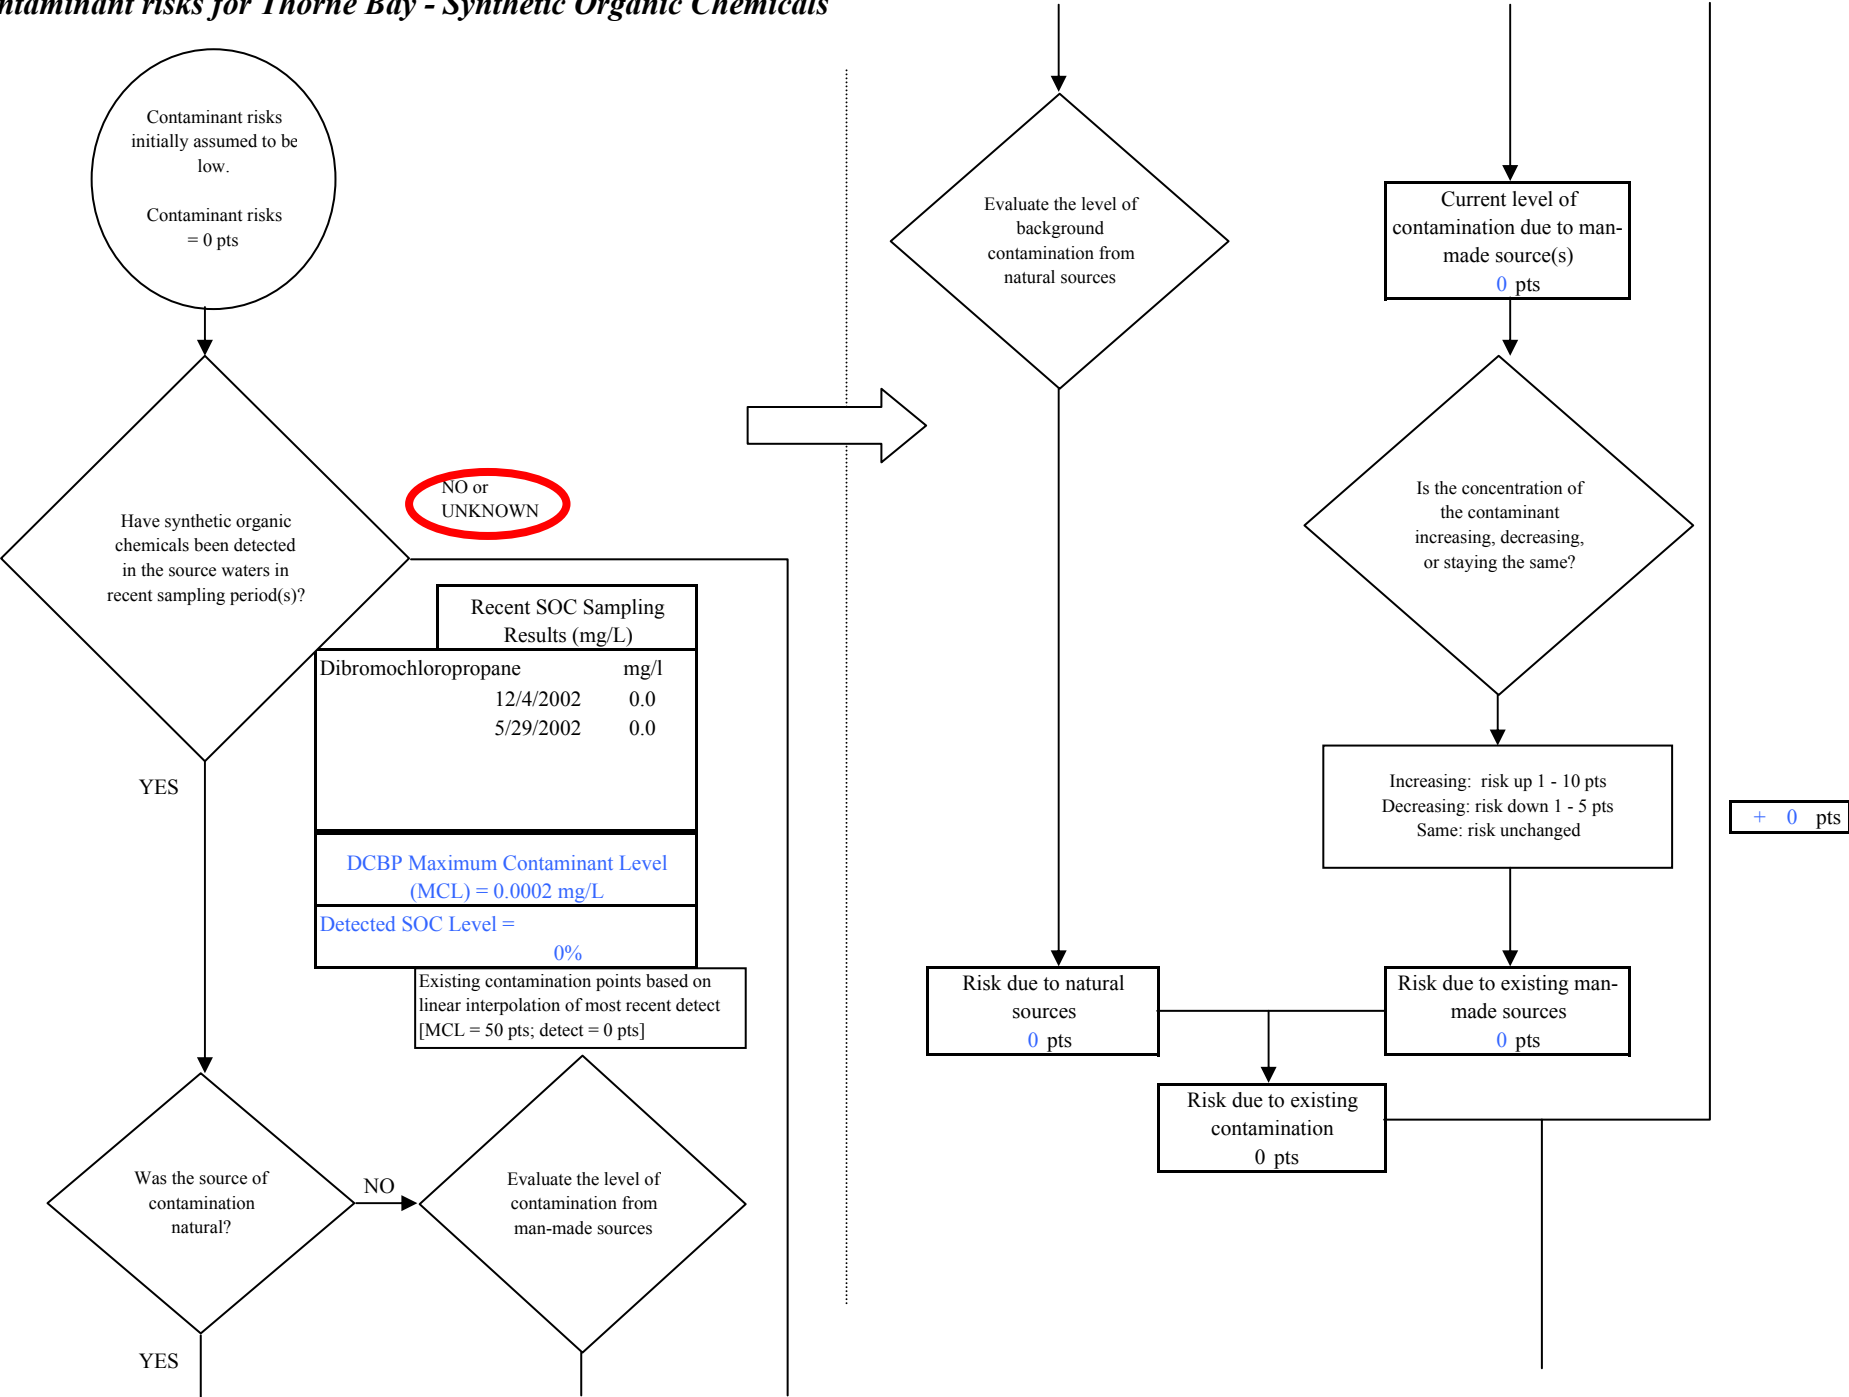 ntaminant risks for Thorne Bay - Synthetic Organic Chemicals
Contaminant risks
initially assumed to be
low.
Contaminant risks
= 0 pts
Have synthetic organic
chemicals been detected
in the source waters in
recent sampling period(s)?
NO or
UNKNOWN
YES
Recent SOC Sampling
Results (mg/L)
Dibromochloropropane mg/l
12/4/2002 0.0
5/29/2002 0.0
DCBP Maximum Contaminant Level
(MCL) = 0.0002 mg/L
Detected SOC Level =
0%
Existing contamination points based on
linear interpolation of most recent detect
[MCL = 50 pts; detect = 0 pts]
Was the source of
contamination
natural?
NO
YES
Evaluate the level of
contamination from
man-made sources
Evaluate the level of
background
contamination from
natural sources
Current level of
contamination due to man-
made source(s)
0 pts
Is the concentration of
the contaminant
increasing, decreasing,
or staying the same?
Increasing: risk up 1 - 10 pts
Decreasing: risk down 1 - 5 pts
Same: risk unchanged
+ 0 pts
Risk due to natural
sources
0 pts
Risk due to existing man-
made sources
0 pts
Risk due to existing
contamination
0 pts